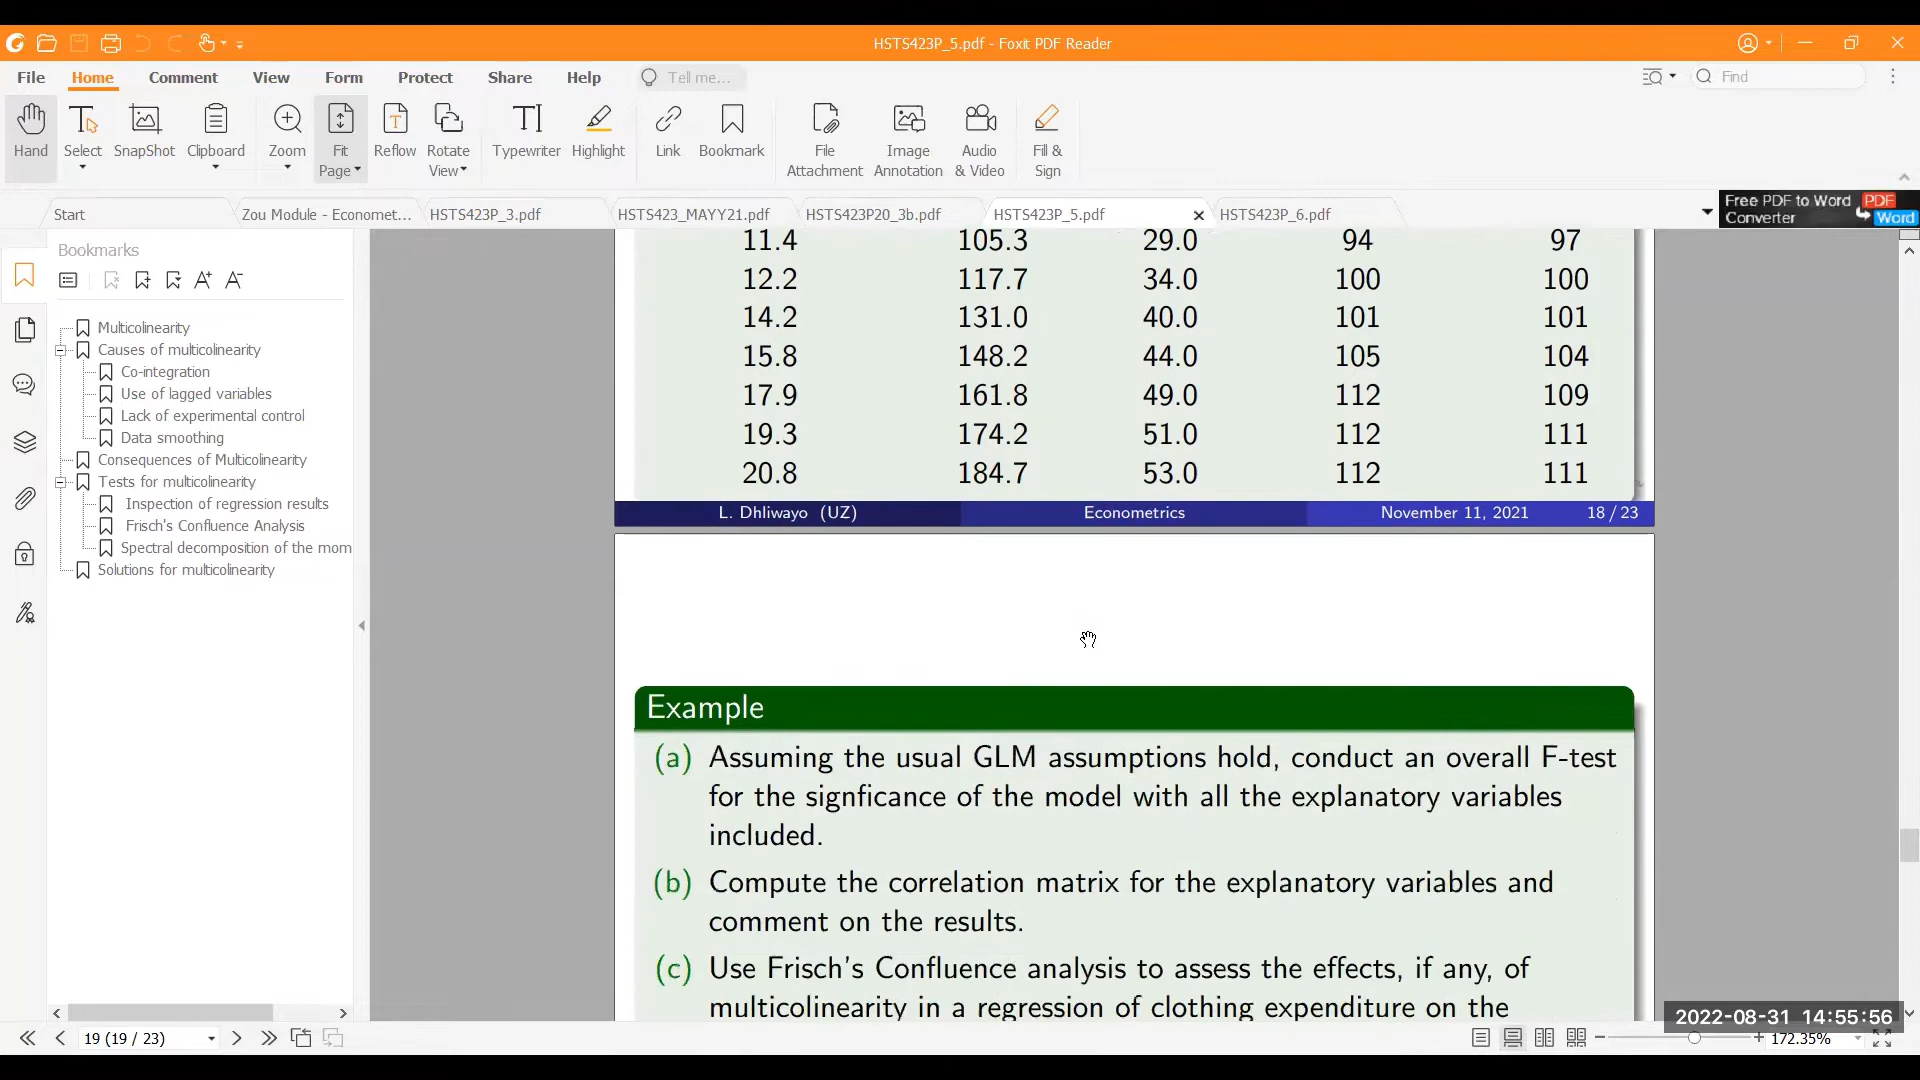 HSTS423P_5.pdf - Foxit PDF Reader
File Home Comment View Form Protect Share Help Tell me... Find
Hand Select SnapShot Clipboard Zoom Fit Page Reflow Rotate View Typewriter Highlight Link Bookmark File Attachment Image Annotation Audio & Video Fill & Sign
Start Zou Module - Economet... HSTS423P_3.pdf HSTS423_MAYY21.pdf HSTS423P20_3b.pdf HSTS423P_5.pdf HSTS423P_6.pdf
Free PDF to Word Converter PDF Word
Bookmarks
Multicolinearity
Causes of multicolinearity
Co-integration
Use of lagged variables
Lack of experimental control
Data smoothing
Consequences of Multicolinearity
Tests for multicolinearity
Inspection of regression results
Frisch's Confluence Analysis
Spectral decomposition of the mom
Solutions for multicolinearity
11.4 105.3 29.0 94 97
12.2 117.7 34.0 100 100
14.2 131.0 40.0 101 101
15.8 148.2 44.0 105 104
17.9 161.8 49.0 112 109
19.3 174.2 51.0 112 111
20.8 184.7 53.0 112 111
L. Dhliwayo (UZ) Econometrics November 11, 2021 18 / 23
Example
(a) Assuming the usual GLM assumptions hold, conduct an overall F-test
for the signficance of the model with all the explanatory variables
included.
(b) Compute the correlation matrix for the explanatory variables and
comment on the results.
(c) Use Frisch's Confluence analysis to assess the effects, if any, of
multicolinearity in a regression of clothing expenditure on the
2022-08-31 14:55:56
19 (19 / 23) 172.35%